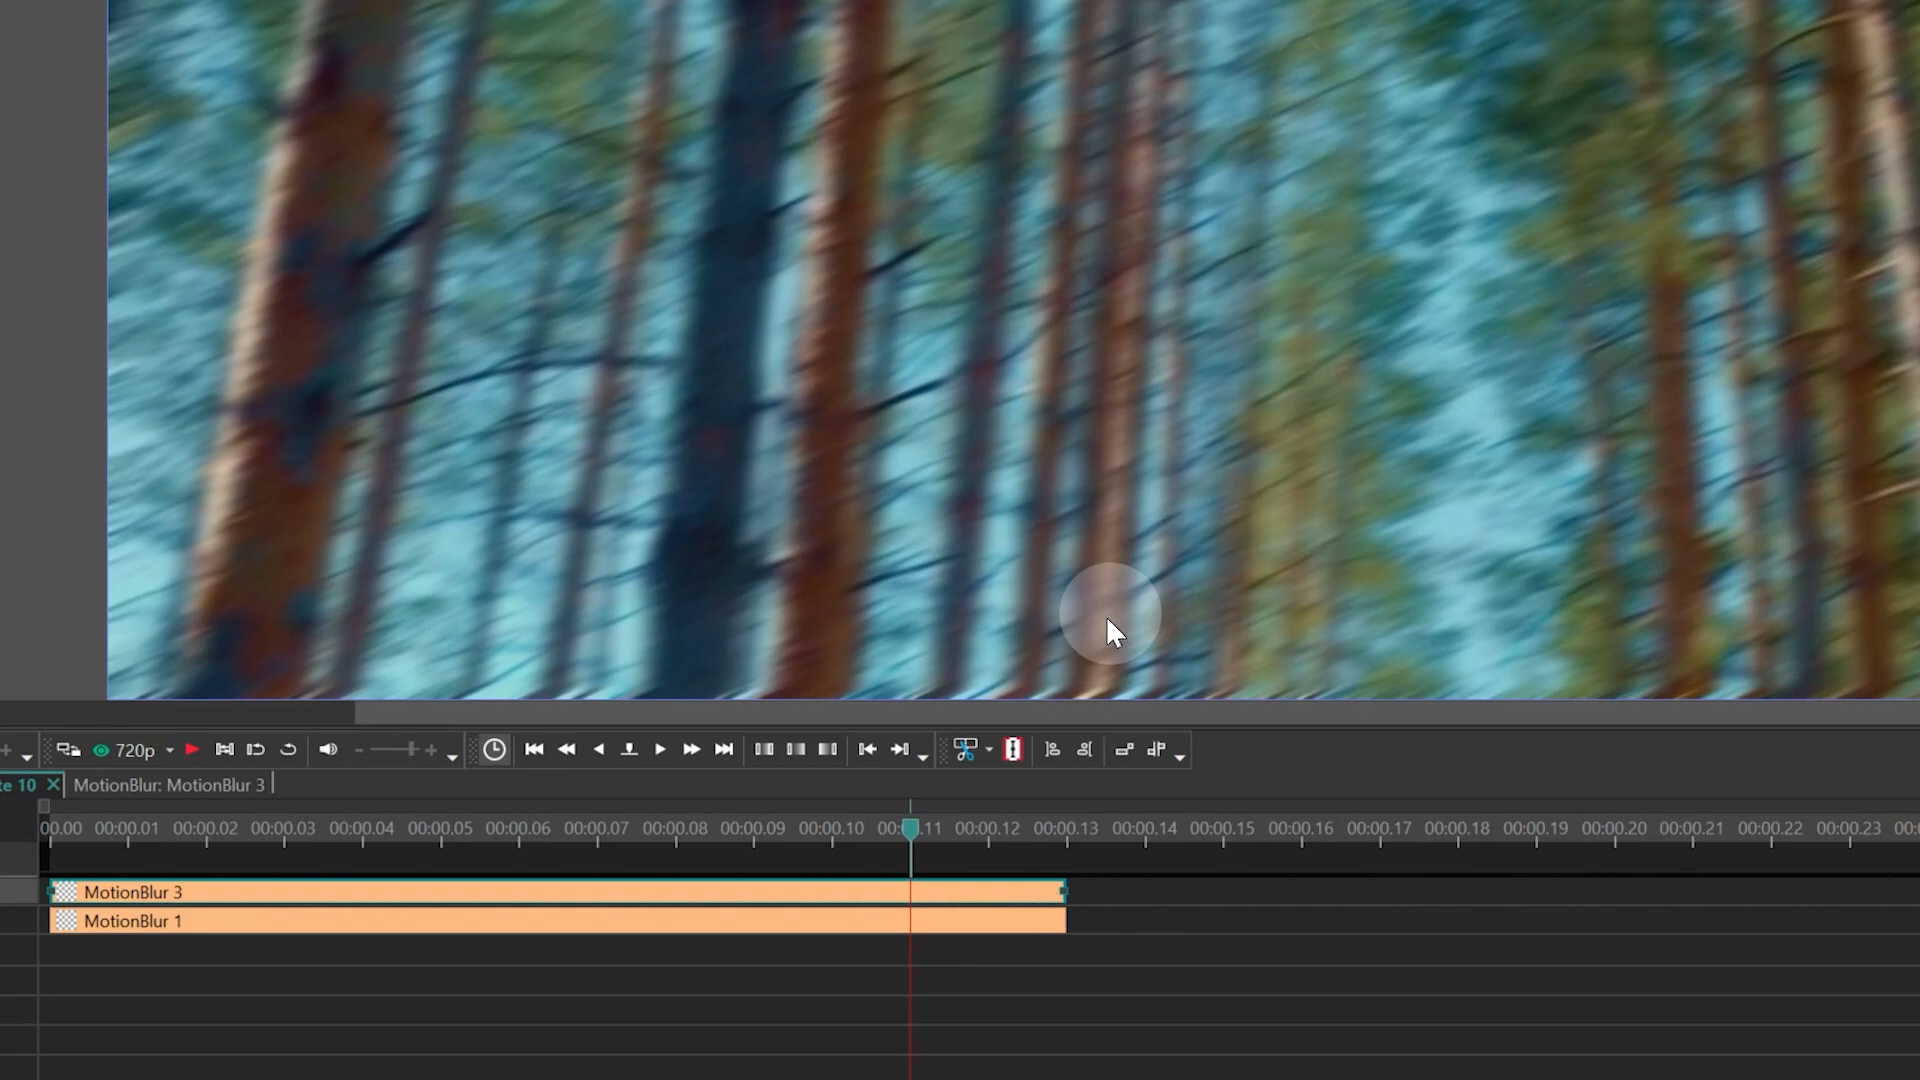 720p
te 10 MotionBlur: MotionBlur 3
00.00 00:00.01 00:00.02 00:00.03 00:00.04 00:00.05 00:00.06 00:00.07 00:00.08 00:00.09 00:00.10 00:00.11 00:00.12 00:00.13 00:00.14 00:00.15 00:00.16 00:00.17 00:00.18 00:00.19 00:00.20 00:00.21 00:00.22 00:00.23 00:
MotionBlur 3
MotionBlur 1